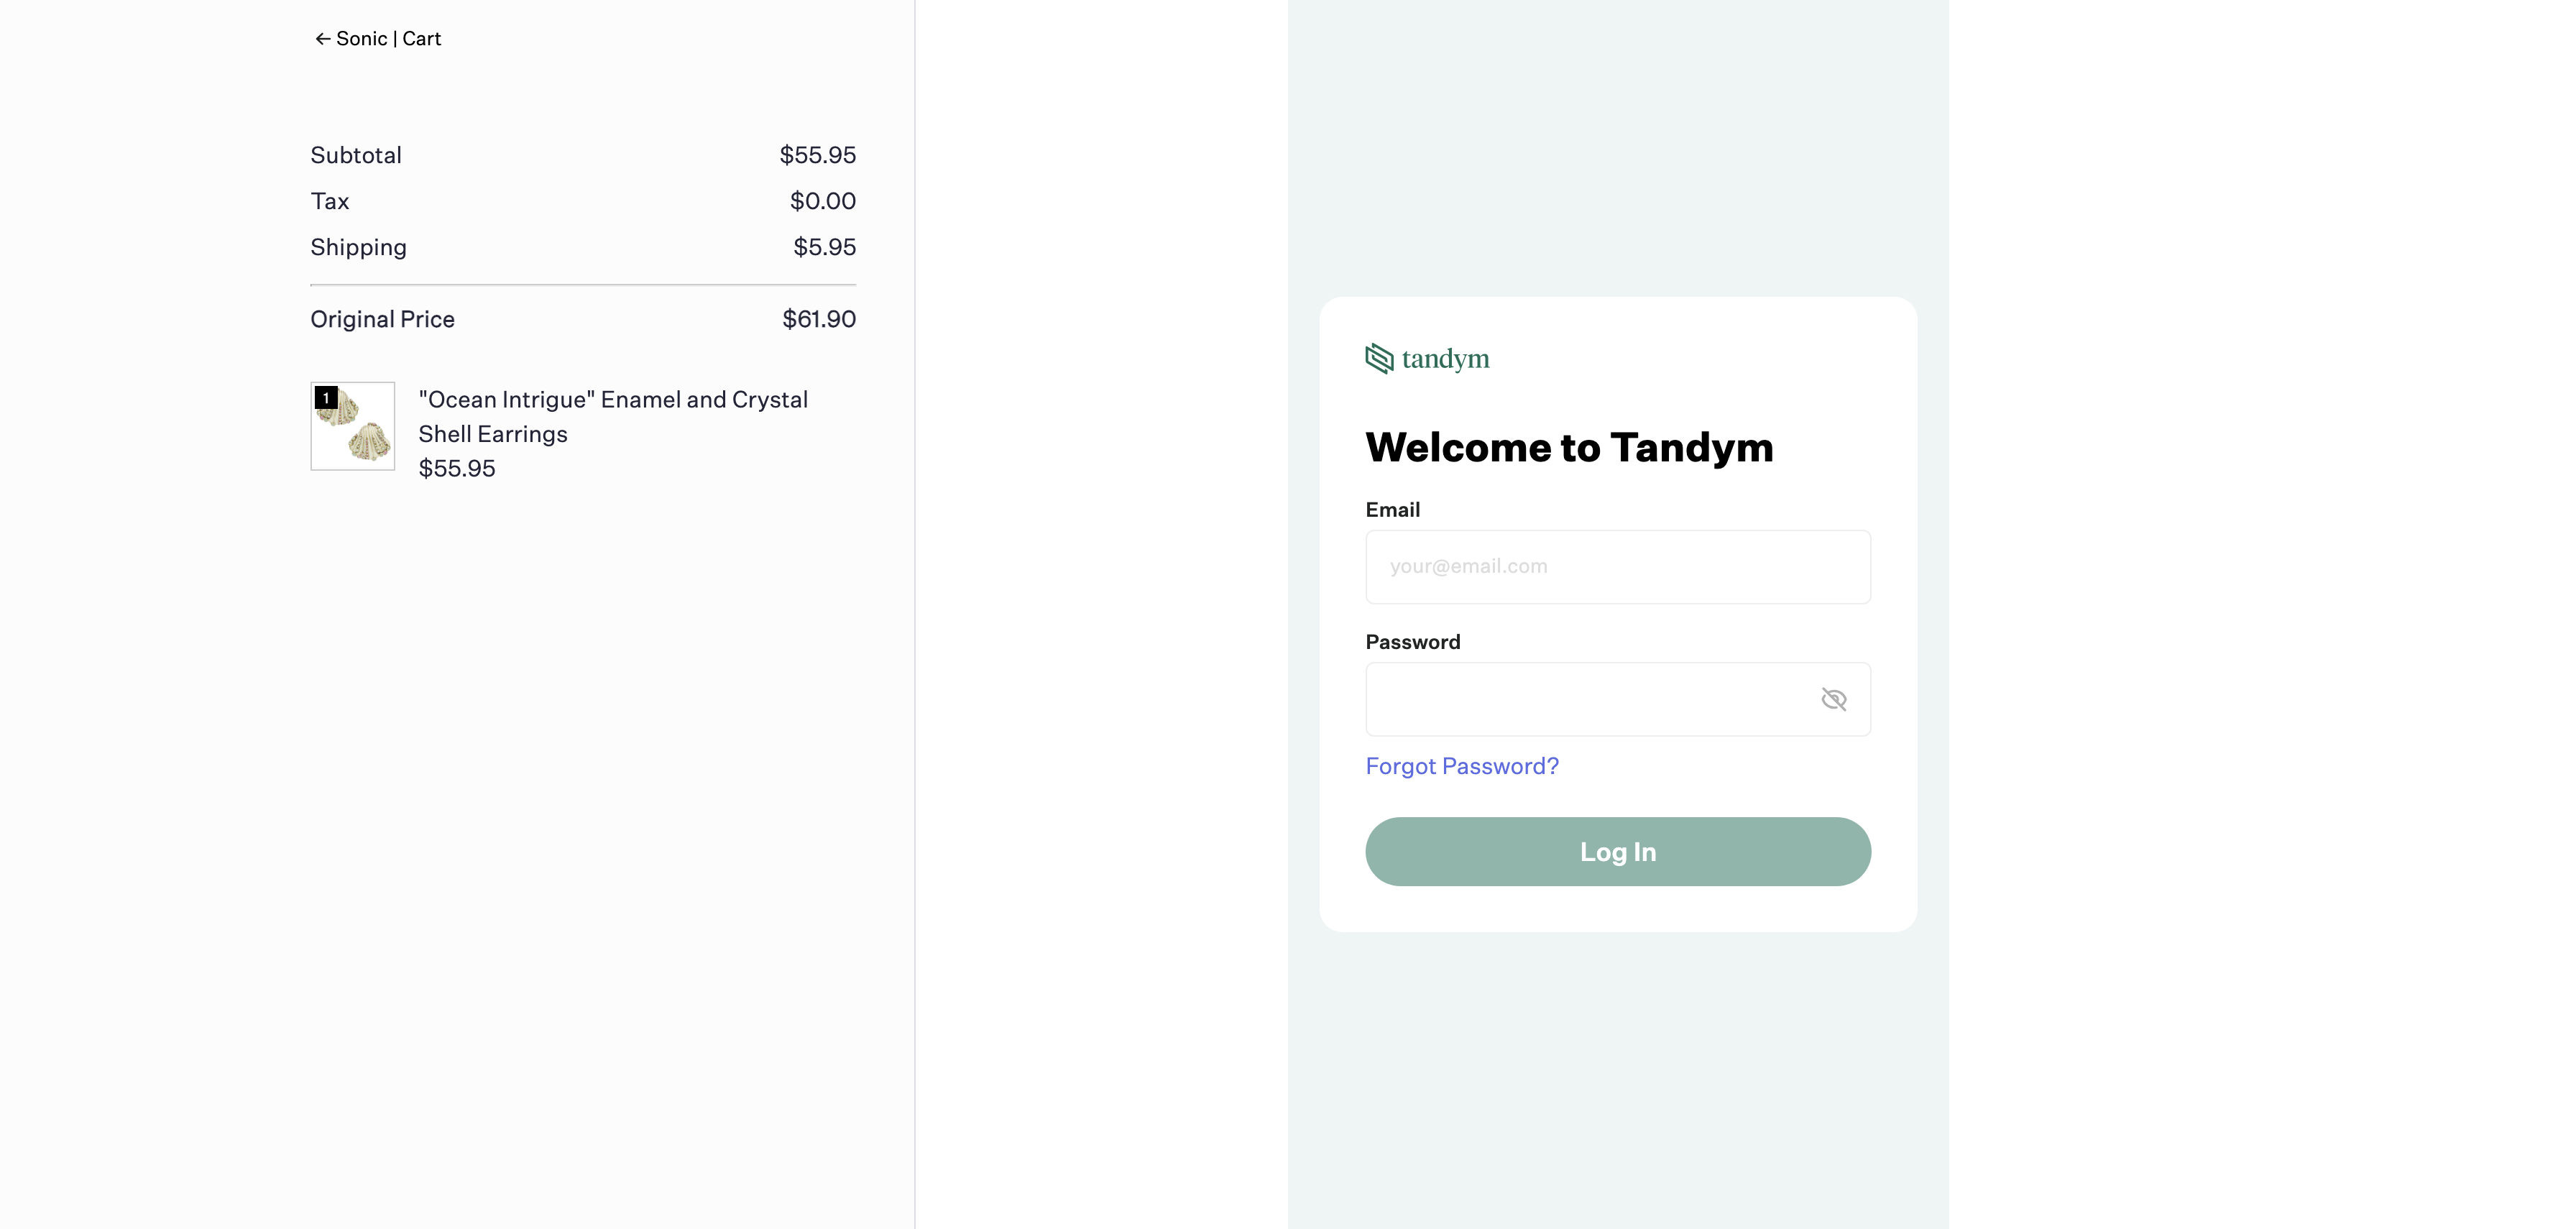 ← Sonic | Cart
Subtotal $55.95
Tax $0.00
Shipping $5.95
Original Price $61.90
1
"Ocean Intrigue" Enamel and Crystal
Shell Earrings
$55.95
tandym
Welcome to Tandym
Email
your@email.com
Password
Forgot Password?
Log In